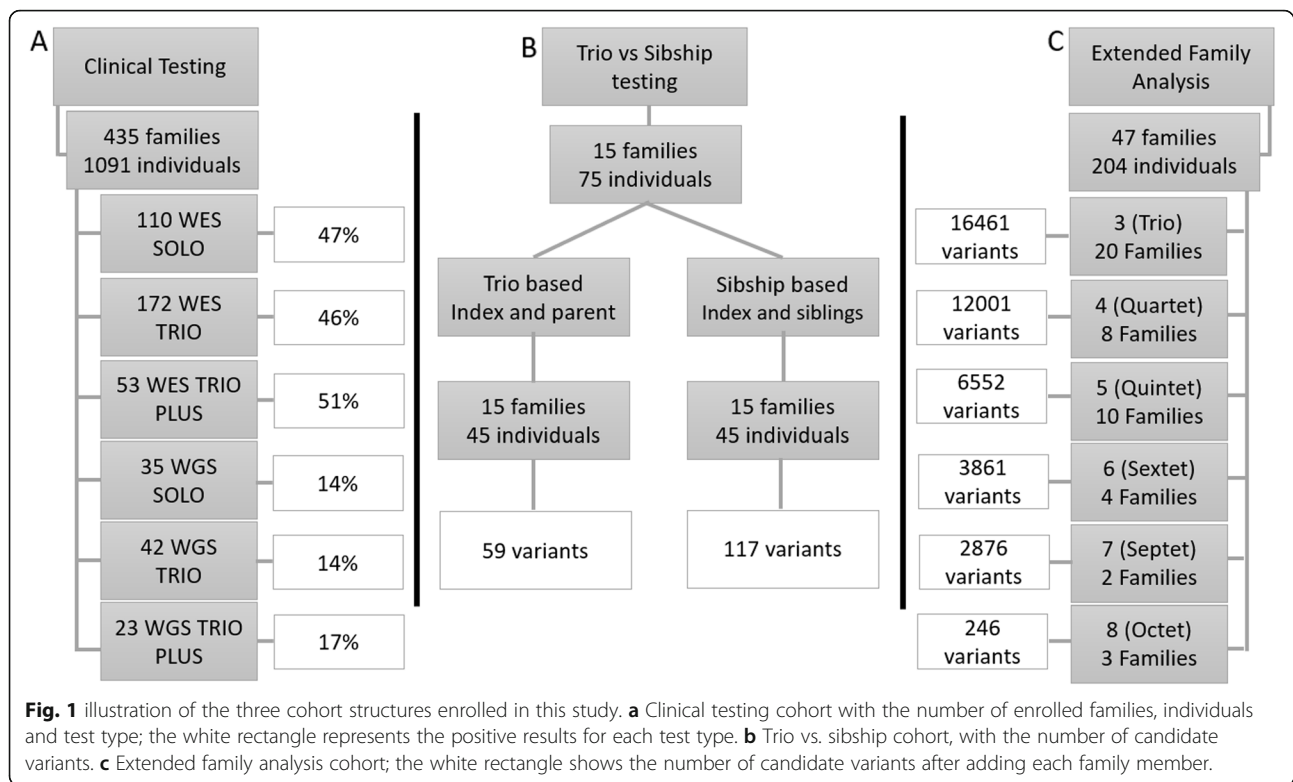 A
Clinical Testing
435 families
1091 individuals
110 WES
SOLO
47%
172 WES
TRIO
46%
53 WES TRIO
PLUS
51%
35 WGS
SOLO
14%
42 WGS
TRIO
14%
23 WGS TRIO
PLUS
17%
B
Trio vs Sibship
testing
15 families
75 individuals
Trio based
Index and parent
Sibship based
Index and siblings
15 families
45 individuals
15 families
45 individuals
59 variants
117 variants
C
Extended Family
Analysis
47 families
204 individuals
16461
variants
3 (Trio)
20 Families
12001
variants
4 (Quartet)
8 Families
6552
variants
5 (Quintet)
10 Families
3861
variants
6 (Sextet)
4 Families
2876
variants
7 (Septet)
2 Families
246
variants
8 (Octet)
3 Families
Fig. 1 illustration of the three cohort structures enrolled in this study. a Clinical testing cohort with the number of enrolled families, individuals
and test type; the white rectangle represents the positive results for each test type. b Trio vs. sibship cohort, with the number of candidate
variants. c Extended family analysis cohort; the white rectangle shows the number of candidate variants after adding each family member.